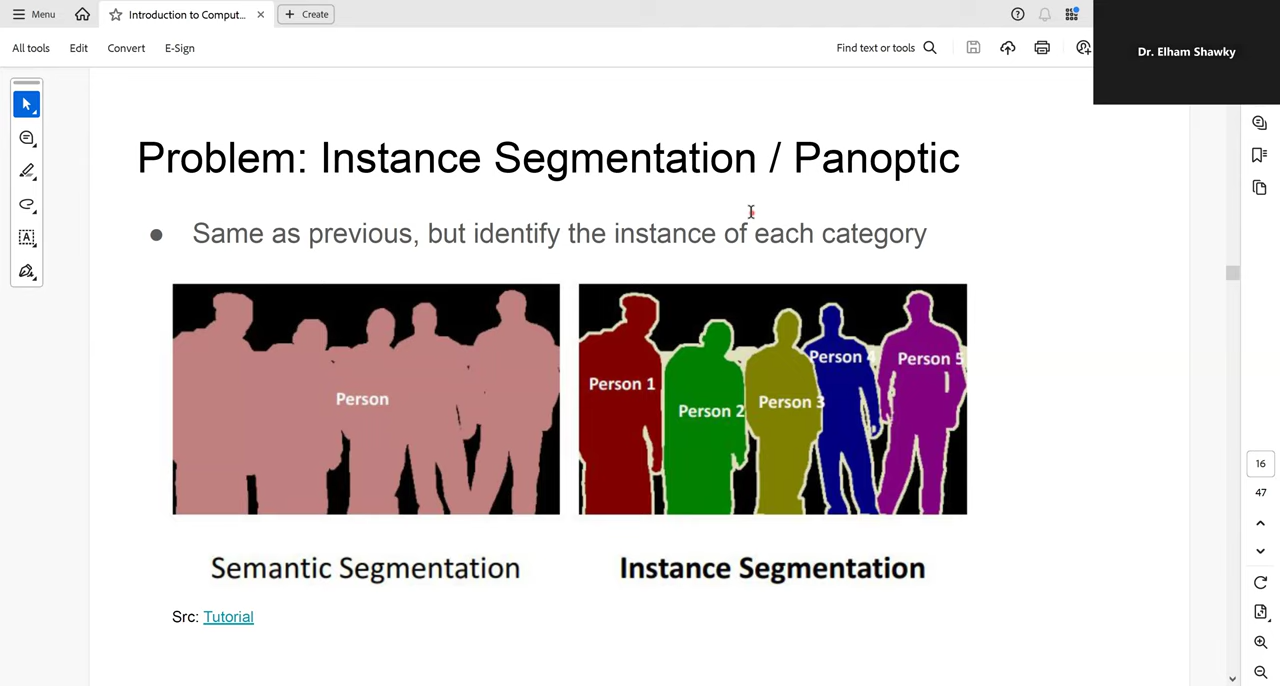 Menu
Introduction to Comput...
Create
All tools
Edit
Convert
E-Sign
Find text or tools
Dr. Elham Shawky
Problem: Instance Segmentation / Panoptic
● Same as previous, but identify the instance of each category
Person
Person 1
Person 2
Person 3
Person 4
Person 5
Semantic Segmentation
Instance Segmentation
Src: Tutorial
16
47